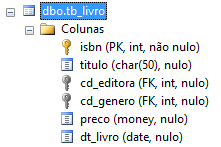 dbo.tb_livro
Colunas
isbn (PK, int, não nulo)
titulo (char(50), nulo)
cd_editora (FK, int, nulo)
cd_genero (FK, int, nulo)
preco (money, nulo)
dt_livro (date, nulo)